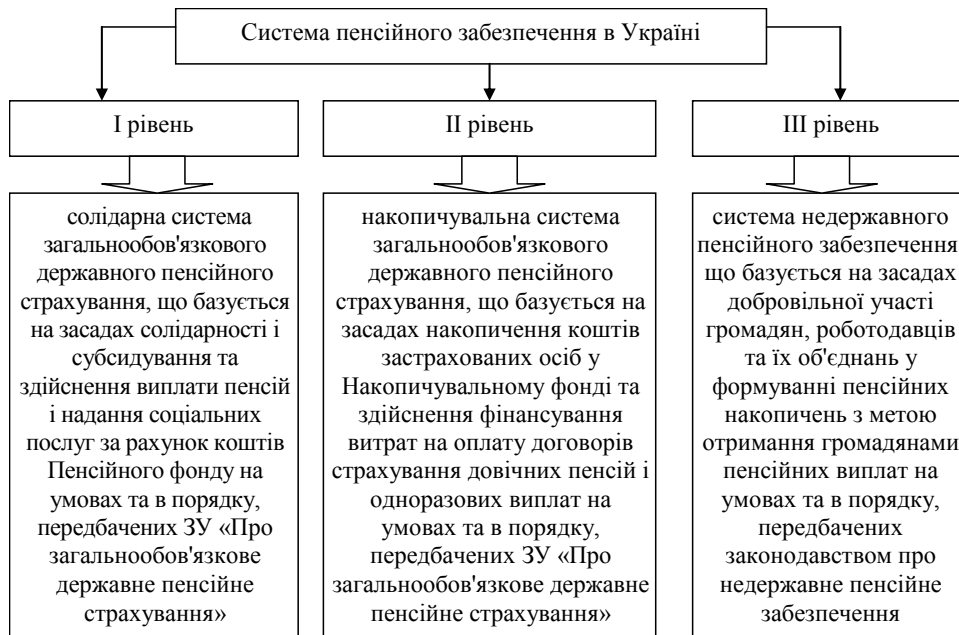 Система пенсійного забезпечення в Україні
І рівень
солідарна система
загальнообов'язкового
державного пенсійного
страхування, що базується
на засадах солідарності і
субсидування та
здійснення виплати пенсій
і надання соціальних
послуг за рахунок коштів
Пенсійного фонду на
умовах та в порядку,
передбачених ЗУ «Про
загальнообов'язкове
державне пенсійне
страхування»
ІІ рівень
накопичувальна система
загальнообов'язкового
державного пенсійного
страхування, що базується на
засадах накопичення коштів
застрахованих осіб у
Накопичувальному фонді та
здійснення фінансування
витрат на оплату договорів
страхування довічних пенсій і
одноразових виплат на
умовах та в порядку,
передбачених ЗУ «Про
загальнообов'язкове державне
пенсійне страхування»
ІІІ рівень
система недержавного
пенсійного забезпечення
що базується на засадах
добровільної участі
громадян, роботодавців
та їх об'єднань у
формуванні пенсійних
накопичень з метою
отримання громадянами
пенсійних виплат на
умовах та в порядку,
передбачених
законодавством про
недержавне пенсійне
забезпечення